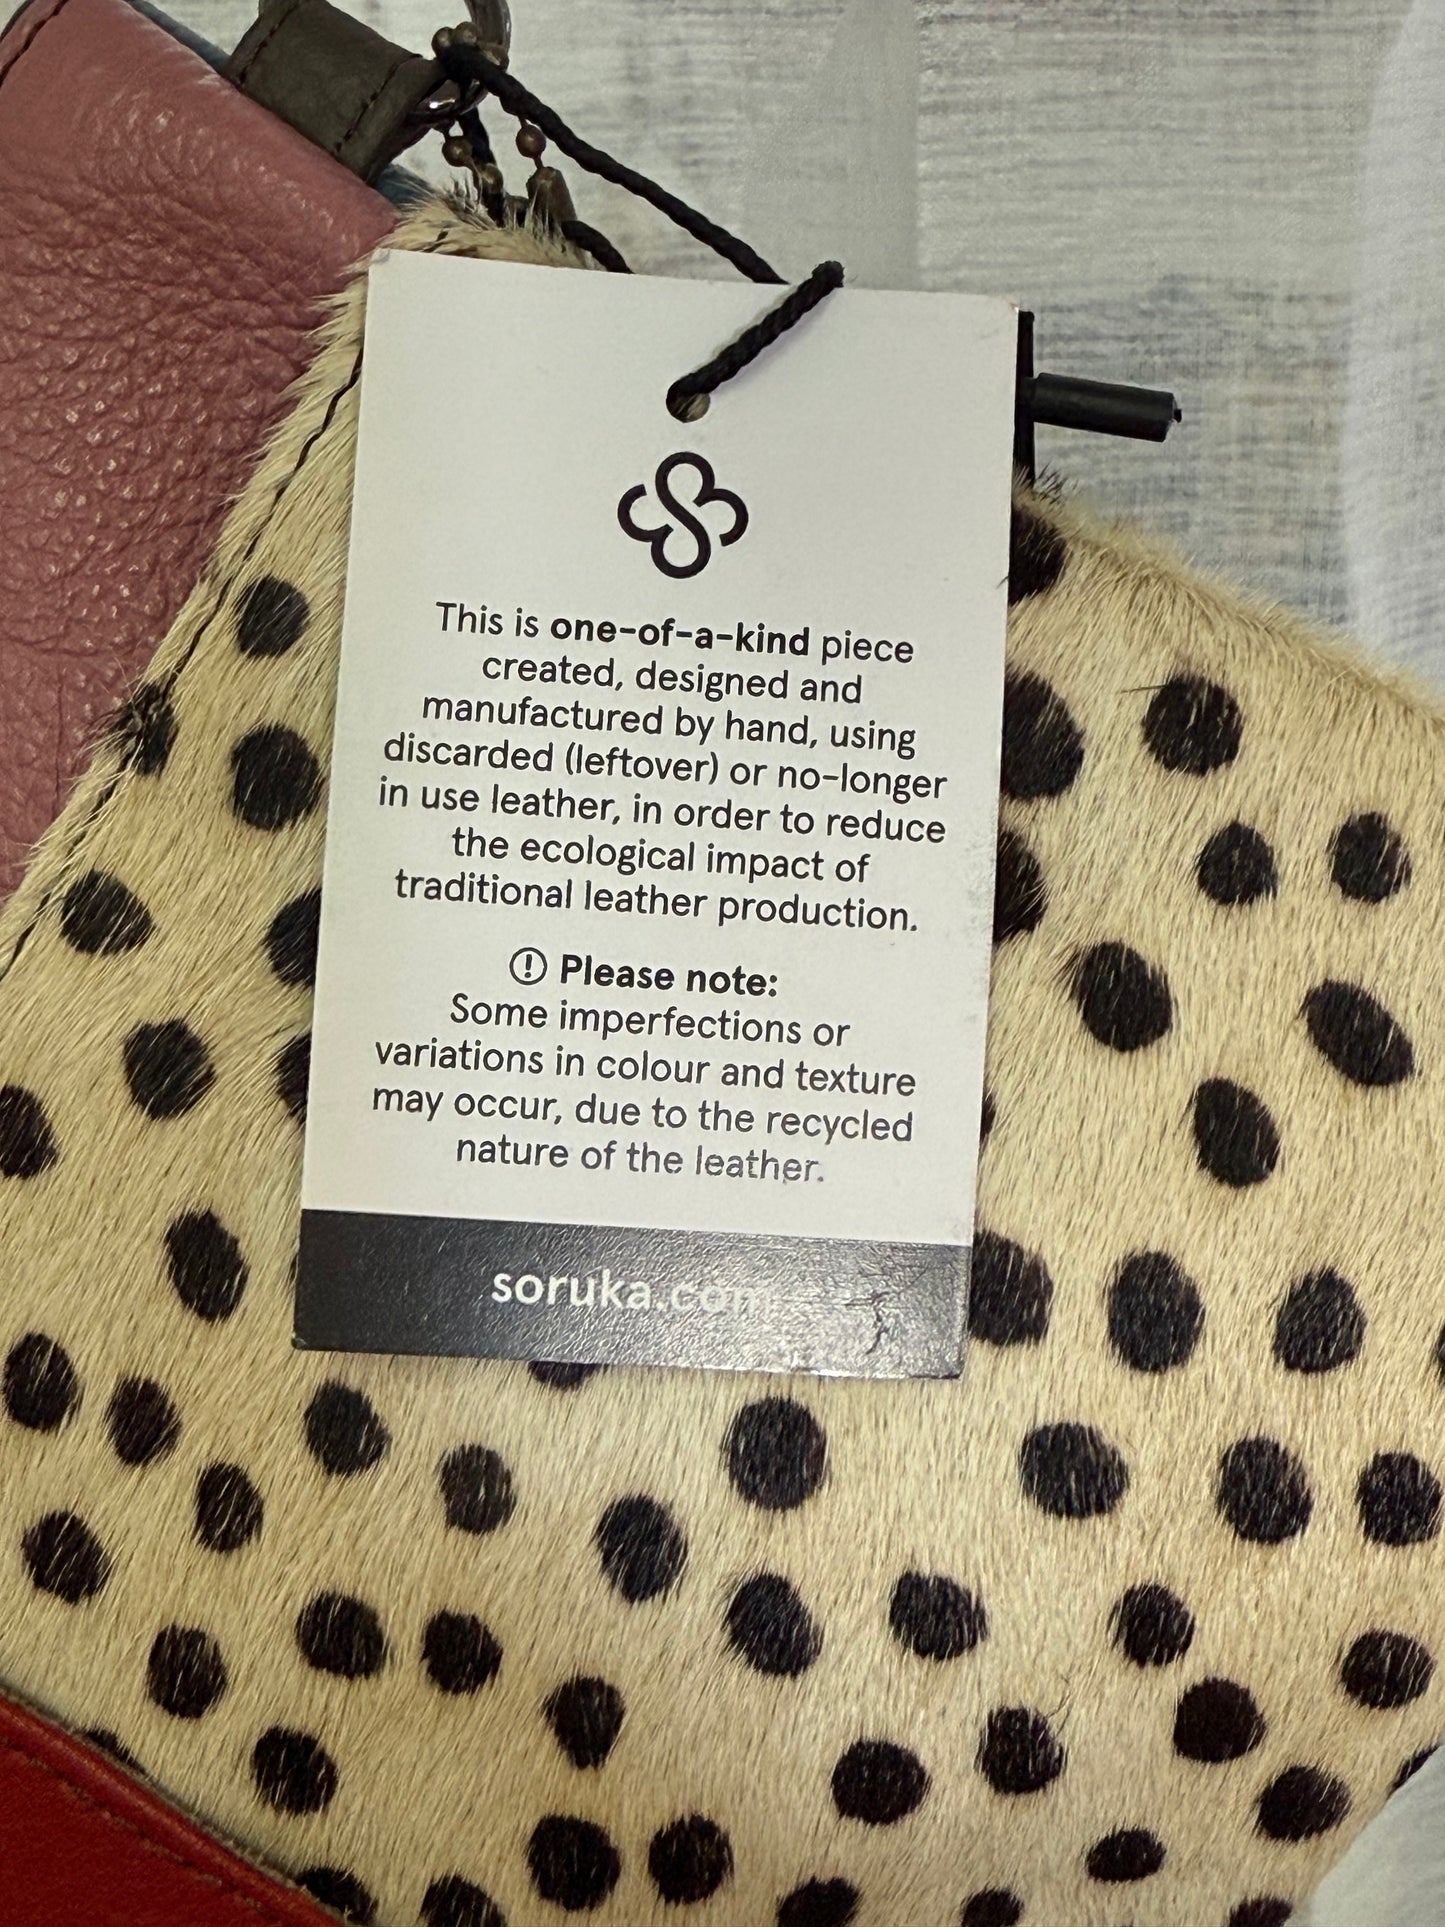 This is one-of-a-kind piece
created, designed and
manufactured by hand, using
discarded (leftover) or no-longer
in use leather, in order to reduce
the ecological impact of
traditional leather production.
Please note:
Some imperfections or
variations in colour and texture
may occur, due to the recycled
nature of the leather.
soruka.com